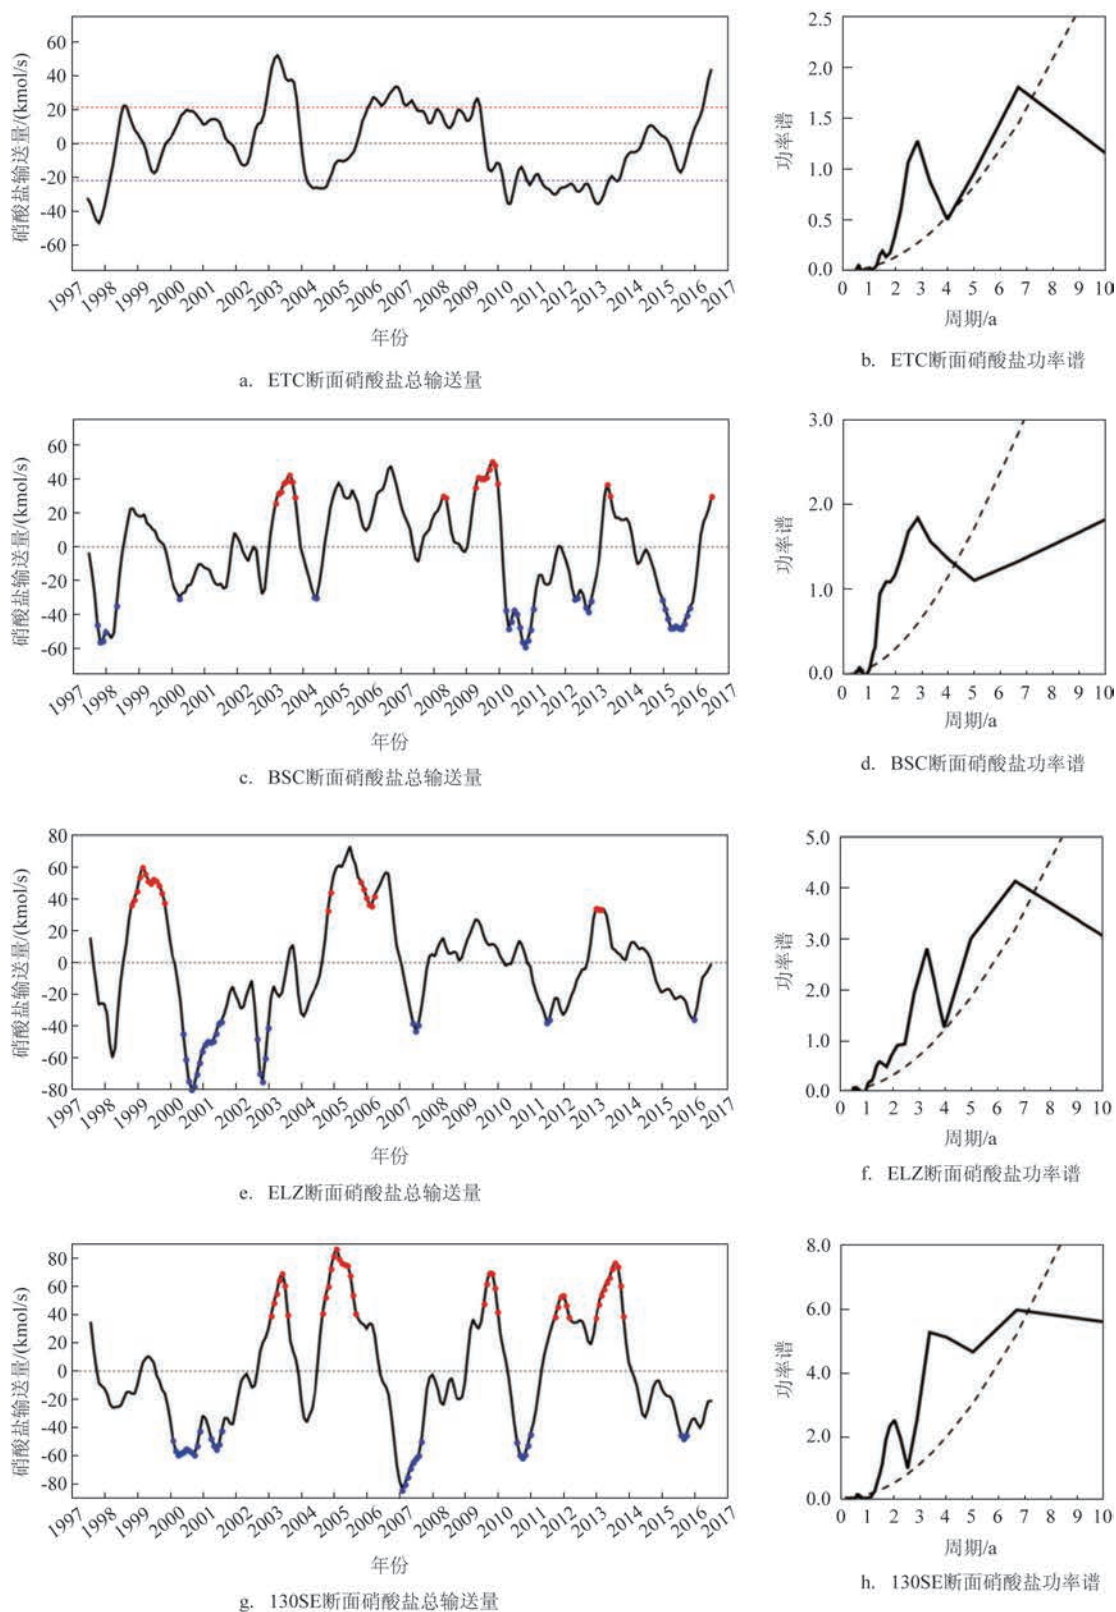 硝酸盐输送量/(kmol/s)
60
40
20
0
-20
-40
-60
1997 1998 1999 2000 2001 2002 2003 2004 2005 2006 2007 2008 2009 2010 2011 2012 2013 2014 2015 2016 2017
年份
a. ETC断面硝酸盐总输送量
功率谱
2.5
2.0
1.5
1.0
0.5
0.0
0 1 2 3 4 5 6 7 8 9 10
周期/a
b. ETC断面硝酸盐功率谱
硝酸盐输送量/(kmol/s)
60
40
20
0
-20
-40
-60
1997 1998 1999 2000 2001 2002 2003 2004 2005 2006 2007 2008 2009 2010 2011 2012 2013 2014 2015 2016 2017
年份
c. BSC断面硝酸盐总输送量
功率谱
3.0
2.0
1.0
0.0
0 1 2 3 4 5 6 7 8 9 10
周期/a
d. BSC断面硝酸盐功率谱
硝酸盐输送量/(kmol/s)
80
60
40
20
0
-20
-40
-60
-80
1997 1998 1999 2000 2001 2002 2003 2004 2005 2006 2007 2008 2009 2010 2011 2012 2013 2014 2015 2016 2017
年份
e. ELZ断面硝酸盐总输送量
功率谱
5.0
4.0
3.0
2.0
1.0
0.0
0 1 2 3 4 5 6 7 8 9 10
周期/a
f. ELZ断面硝酸盐功率谱
硝酸盐输送量/(kmol/s)
80
60
40
20
0
-20
-40
-60
-80
1997 1998 1999 2000 2001 2002 2003 2004 2005 2006 2007 2008 2009 2010 2011 2012 2013 2014 2015 2016 2017
年份
g. 130SE断面硝酸盐总输送量
功率谱
8.0
6.0
4.0
2.0
0.0
0 1 2 3 4 5 6 7 8 9 10
周期/a
h. 130SE断面硝酸盐功率谱